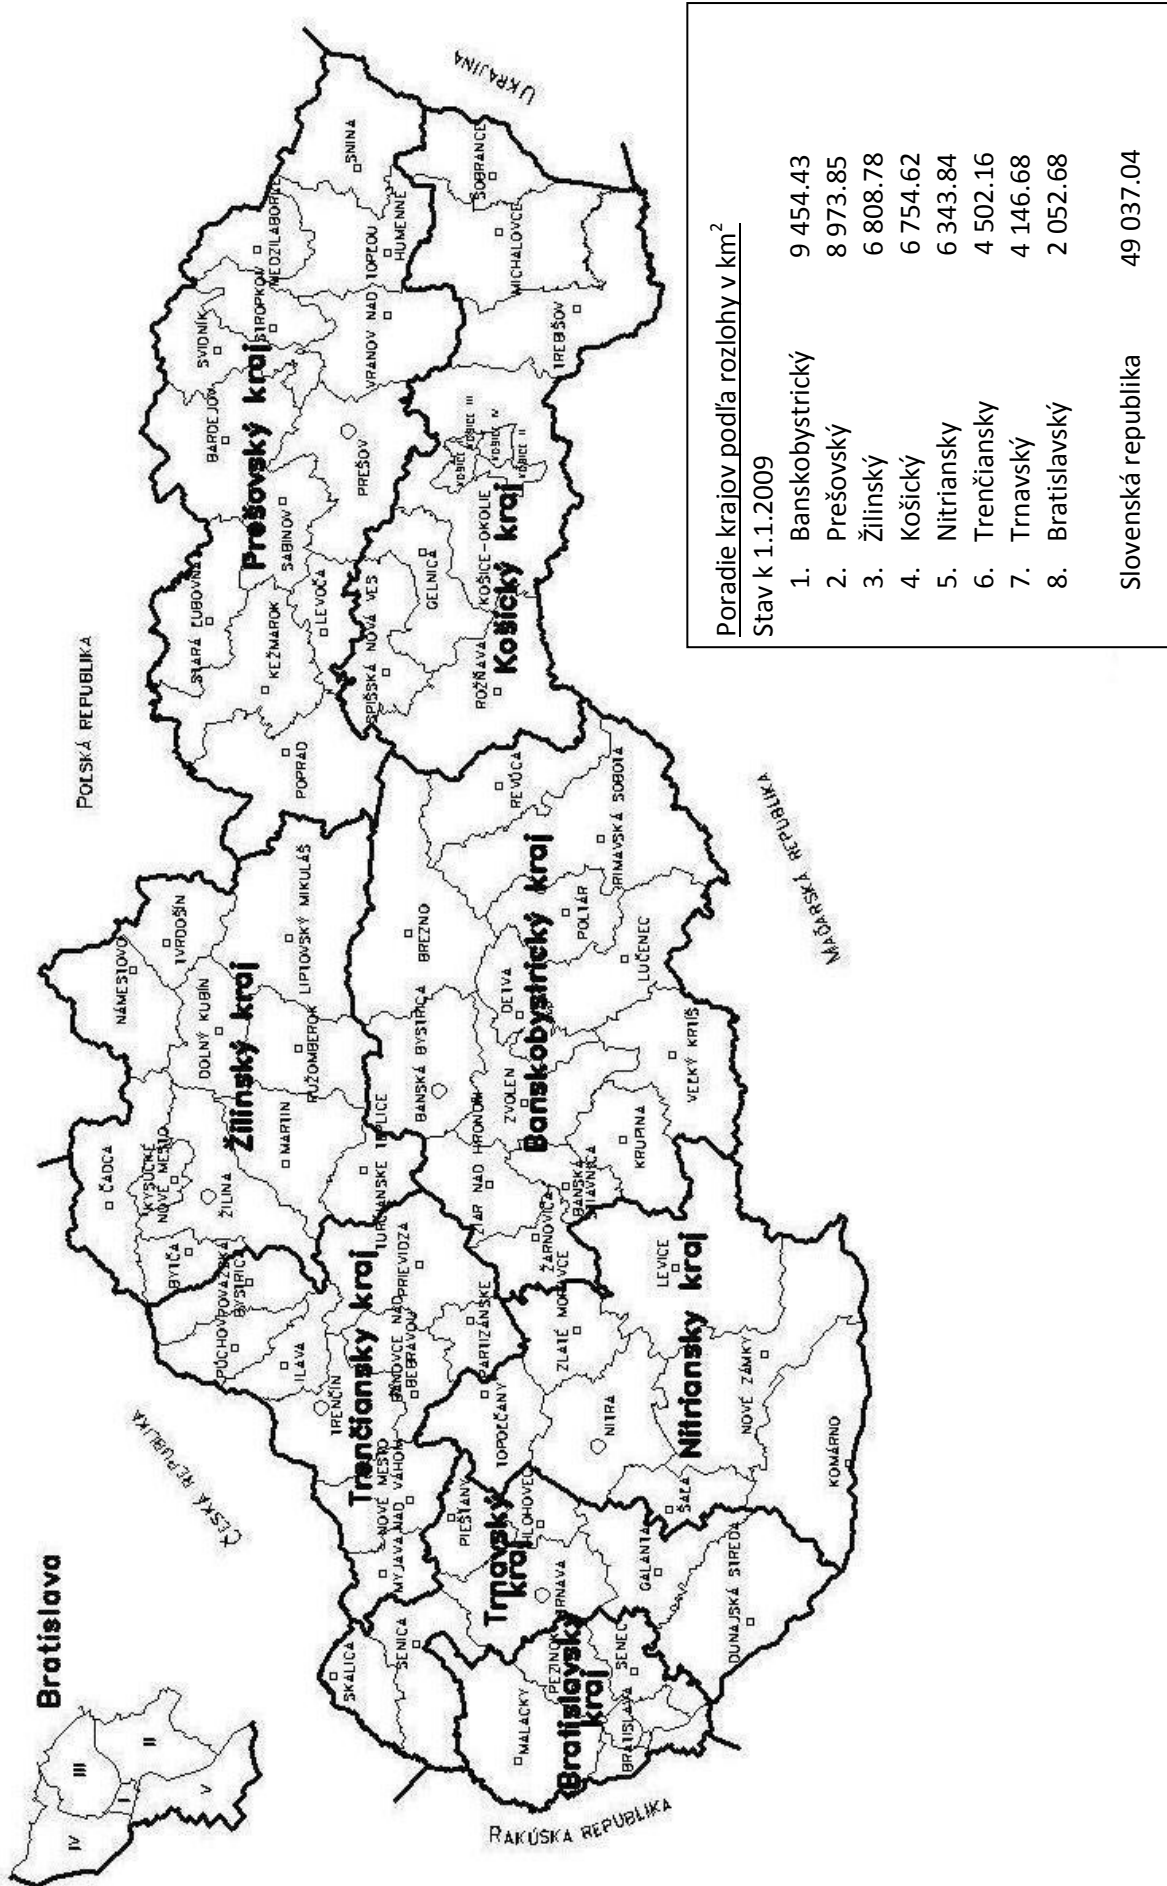 Bratislava
IV
III
I
II
V
ČESKÁ REPUBLIKA
POĽSKÁ REPUBLIKA
UKRAJINA
MAĎARSKÁ REPUBLIKA
RAKÚSKA REPUBLIKA
Bratislavský
kraj
MALACKY
PEZINOK
SENEC
BRATISLAVA
Trnavský
kraj
SKALICA
SENICA
PIEŠŤANY
HLOHOVEC
TRNAVA
GALANTA
DUNAJSKÁ STREDA
Trenčiansky kraj
MYJAVA
NOVÉ MESTO
NAD VÁHOM
TRENČÍN
BÁNOVCE NAD
BEBRAVOU
ILAVA
PÚCHOV
POVAŽSKÁ
BYSTRICA
PRIEVIDZA
PARTIZÁNSKE
Nitriansky kraj
TOPOĽČANY
NITRA
ZLATÉ MORAVCE
ŠAĽA
LEVICE
NOVÉ ZÁMKY
KOMÁRNO
Žilinský kraj
BYTČA
ČADCA
KYSUCKÉ
NOVÉ MESTO
ŽILINA
MARTIN
TURČIANSKE TEPLICE
NÁMESTOVO
TVRDOŠÍN
DOLNÝ KUBÍN
RUŽOMBEROK
LIPTOVSKÝ MIKULÁŠ
Banskobystrický kraj
BANSKÁ BYSTRICA
BREZNO
ŽIAR NAD HRONOM
ŽARNOVICA
BANSKÁ
ŠTIAVNICA
ZVOLEN
DETVA
KRUPINA
VEĽKÝ KRTÍŠ
LUČENEC
POLTÁR
RIMAVSKÁ SOBOTA
REVÚCA
Prešovský kraj
POPRAD
KEŽMAROK
STARÁ ĽUBOVŇA
LEVOČA
SABINOV
PREŠOV
BARDEJOV
SVIDNÍK
STROPKOV
MEDZILABORCE
VRANOV NAD TOPĽOU
HUMENNÉ
SNINA
Košický kraj
SPIŠSKÁ NOVÁ VES
GELNICA
ROŽŇAVA
KOŠICE-OKOLIE
KOŠICE III
KOŠICE IV
KOŠICE II
TREBIŠOV
MICHALOVCE
SOBRANCE
Poradie krajov podľa rozlohy v km²
Stav k 1.1.2009
1. Banskobystrický 9 454.43
2. Prešovský 8 973.85
3. Žilinský 6 808.78
4. Košický 6 754.62
5. Nitriansky 6 343.84
6. Trenčiansky 4 502.16
7. Trnavský 4 146.68
8. Bratislavský 2 052.68
Slovenská republika 49 037.04